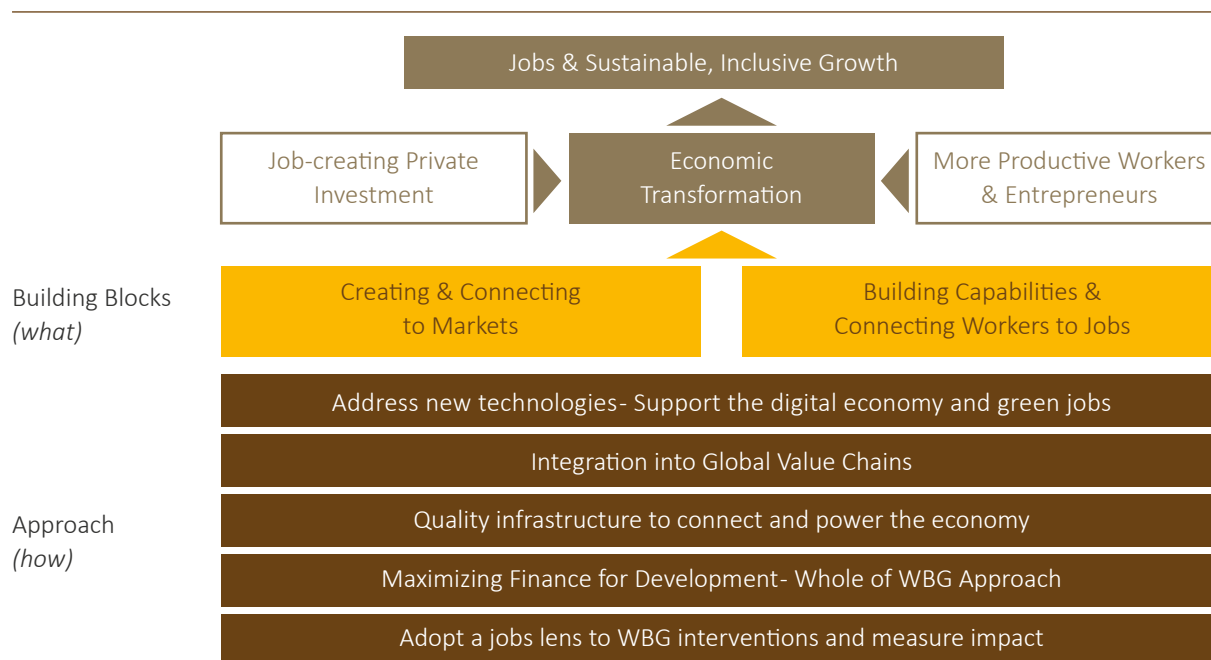 Jobs & Sustainable, Inclusive Growth
Job-creating Private
Investment
Economic
Transformation
More Productive Workers
& Entrepreneurs
Building Blocks
(what)
Creating & Connecting
to Markets
Building Capabilities &
Connecting Workers to Jobs
Approach
(how)
Address new technologies- Support the digital economy and green jobs
Integration into Global Value Chains
Quality infrastructure to connect and power the economy
Maximizing Finance for Development- Whole of WBG Approach
Adopt a jobs lens to WBG interventions and measure impact